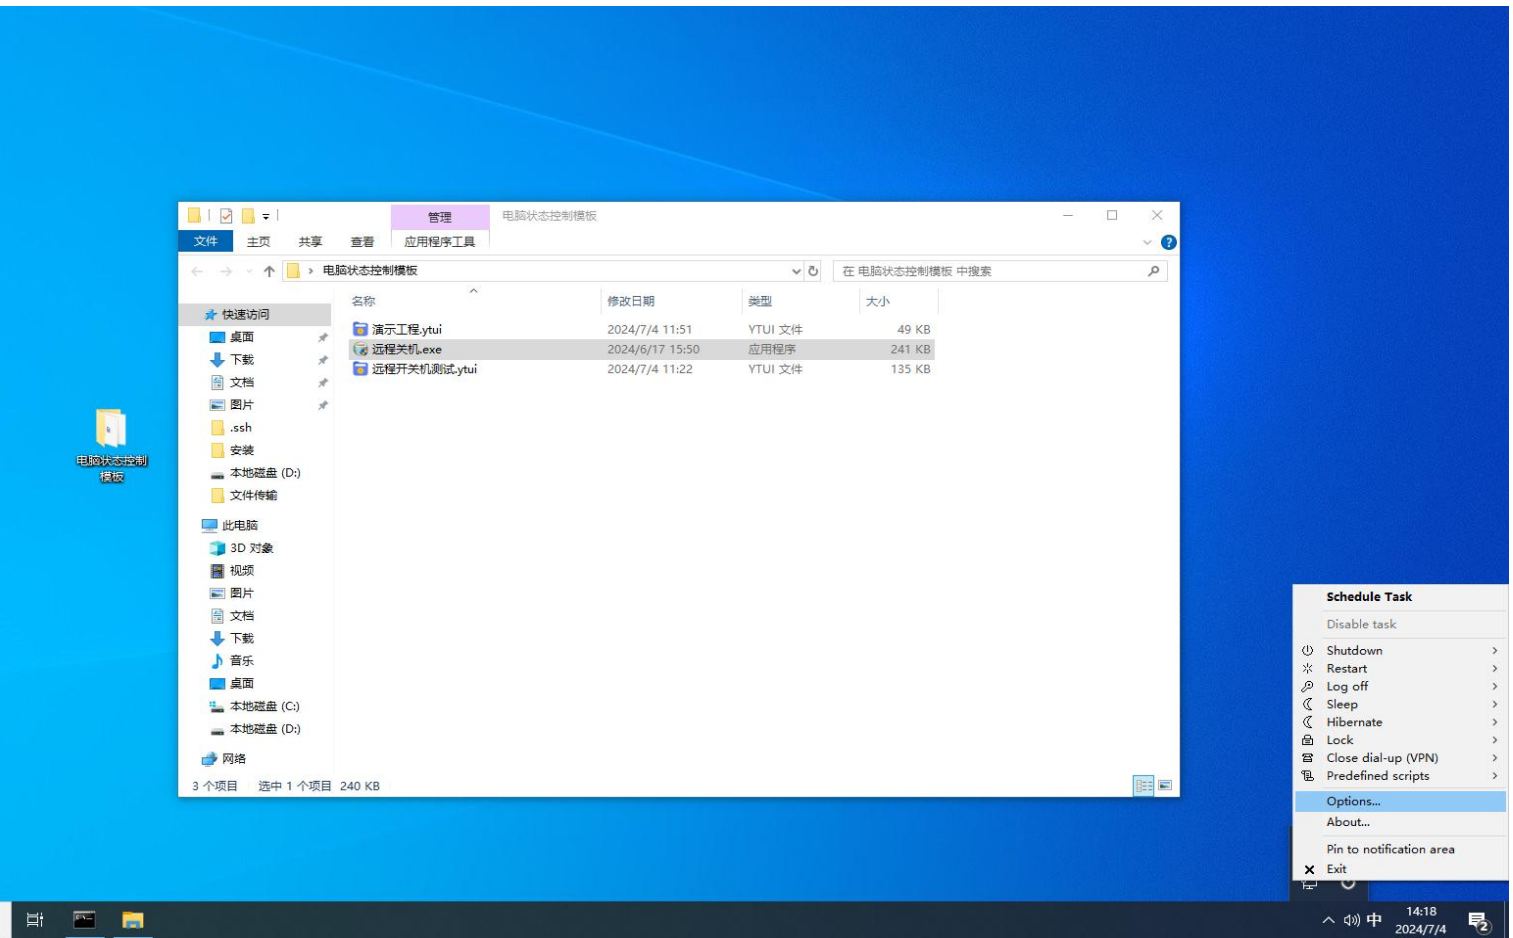 管理
电脑状态控制模板
文件
主页
共享
查看
应用程序工具
电脑状态控制模板
在 电脑状态控制模板 中搜索
名称
修改日期
类型
大小
演示工程.ytui
2024/7/4 11:51
YTUI 文件
49 KB
远程关机.exe
2024/6/17 15:50
应用程序
241 KB
远程开关机测试.ytui
2024/7/4 11:22
YTUI 文件
135 KB
快速访问
桌面
下载
文档
图片
.ssh
安装
本地磁盘 (D:)
文件传输
此电脑
3D 对象
视频
图片
文档
下载
音乐
桌面
本地磁盘 (C:)
本地磁盘 (D:)
网络
3 个项目
选中 1 个项目 240 KB
电脑状态控制
模板
Schedule Task
Disable task
Shutdown
Restart
Log off
Sleep
Hibernate
Lock
Close dial-up (VPN)
Predefined scripts
Options...
About...
Pin to notification area
Exit
中
14:18
2024/7/4
2